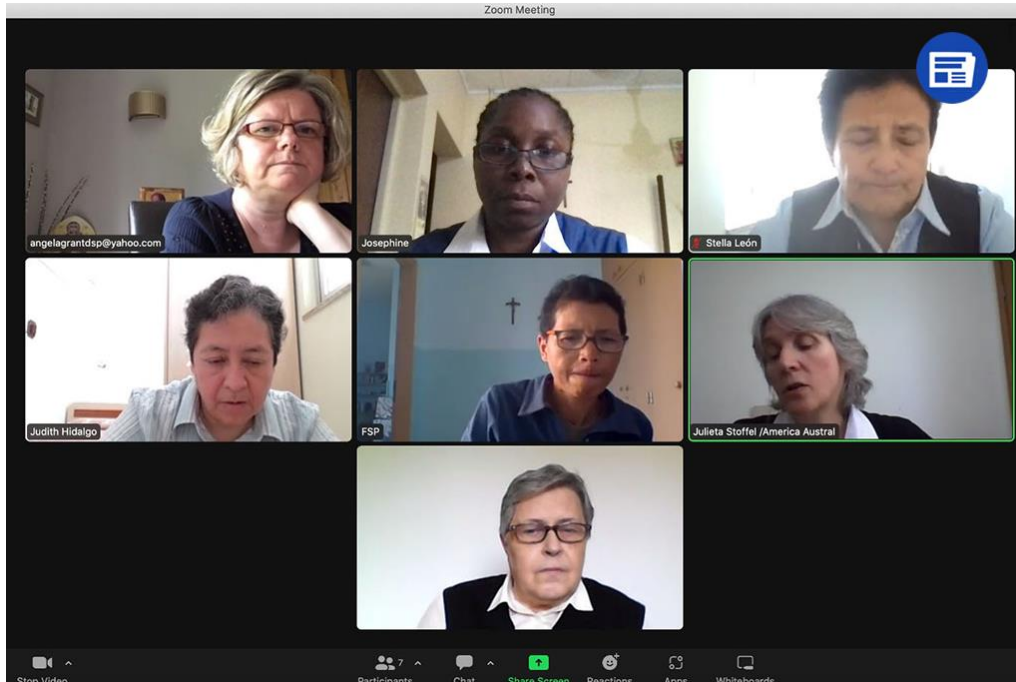 Zoom Meeting
angelagrantdsp@yahoo.com
Josephine
Stella León
Judith Hidalgo
FSP
Julieta Stoffel /America Austral
7
Stop Video
Participants
Chat
Share Screen
Reactions
Apps
Whiteboards